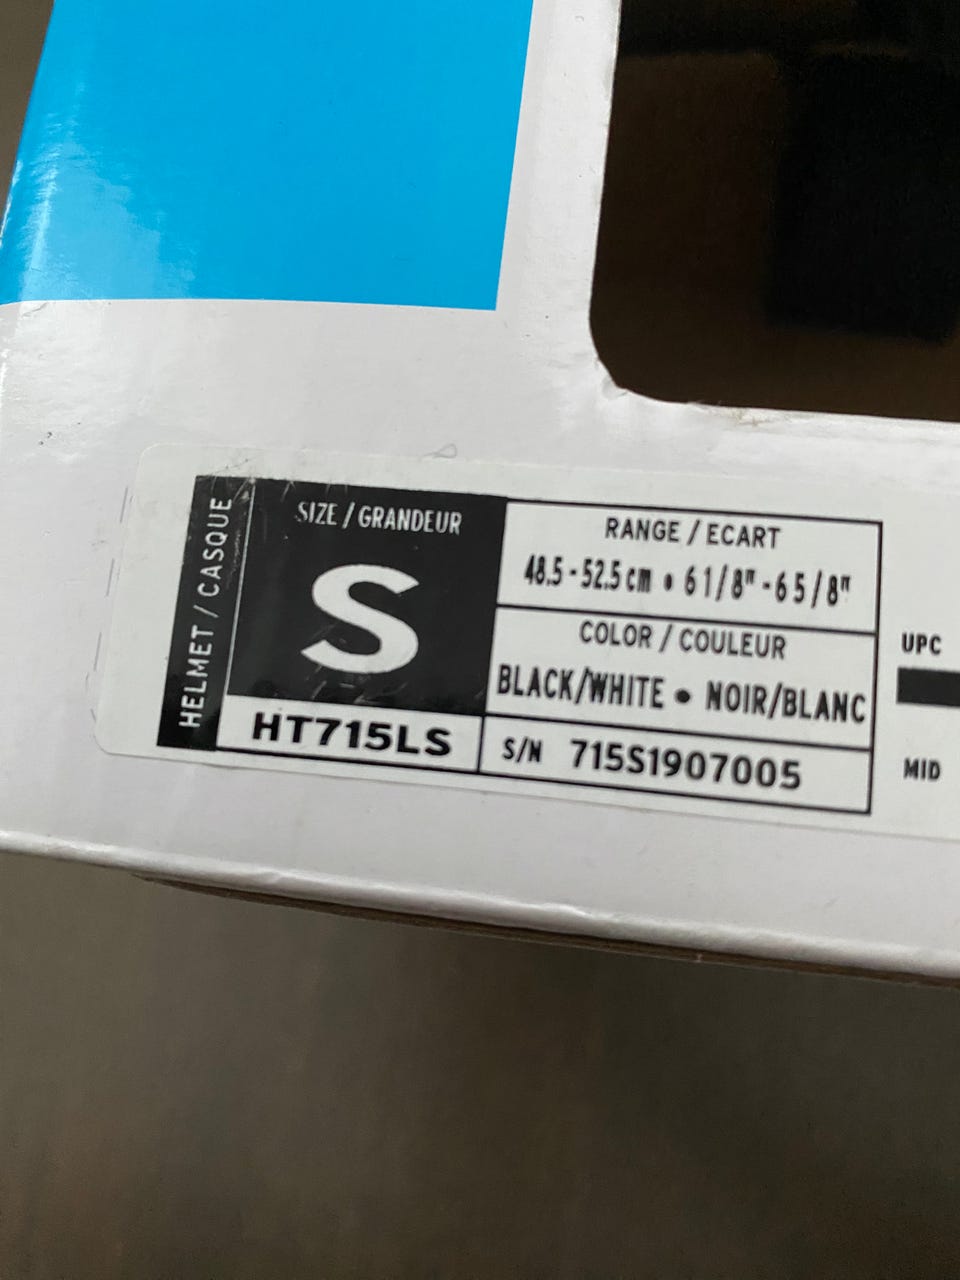 HELMET / CASQUE
SIZE / GRANDEUR
S
HT715LS
RANGE / ECART
48.5 - 52.5 cm • 6 1/8" - 6 5/8"
COLOR / COULEUR
BLACK/WHITE • NOIR/BLANC
S/N 715S1907005
UPC
MID